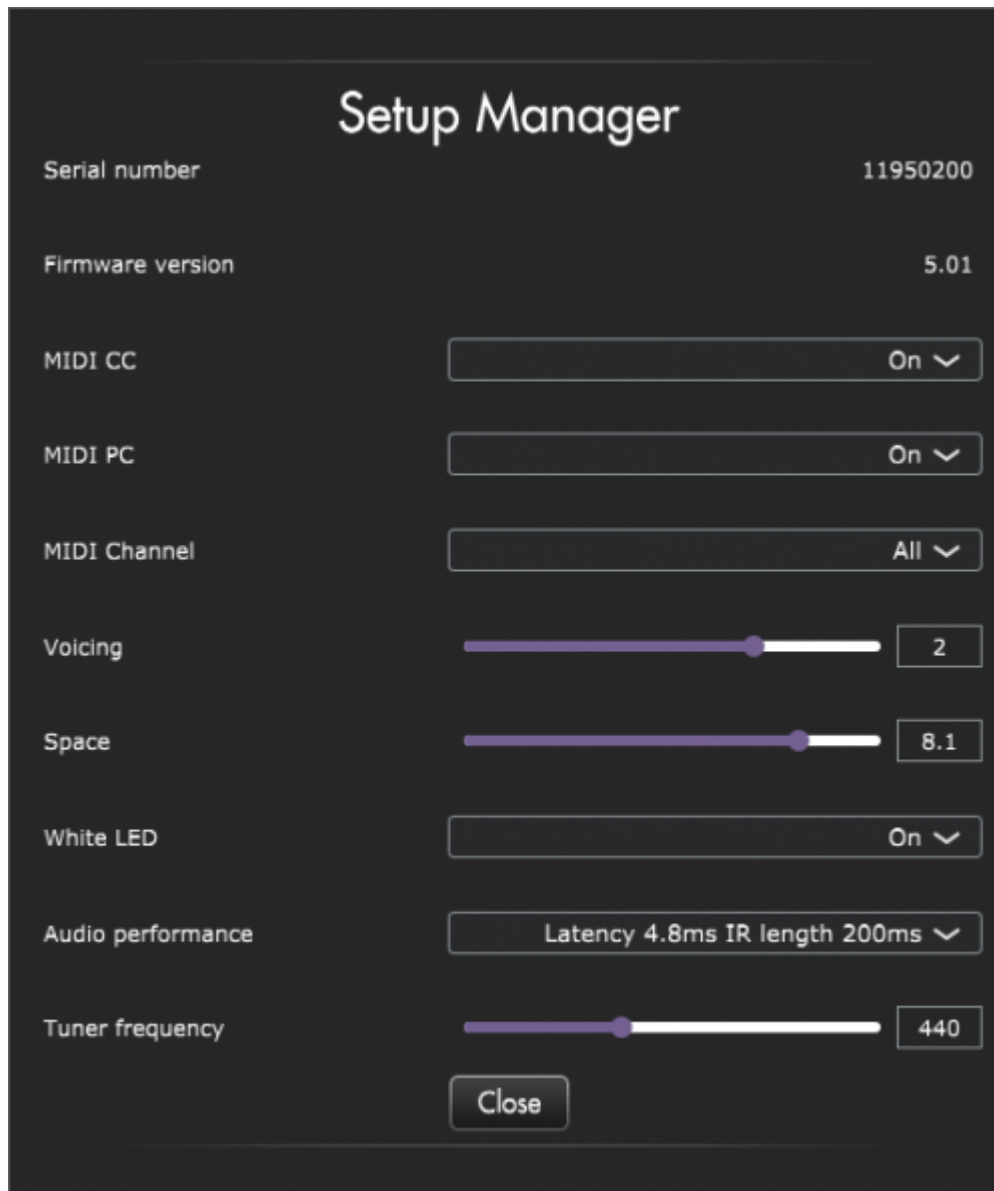 Setup Manager
Serial number 11950200
Firmware version 5.01
MIDI CC On
MIDI PC On
MIDI Channel All
Voicing 2
Space 8.1
White LED On
Audio performance Latency 4.8ms IR length 200ms
Tuner frequency 440
Close